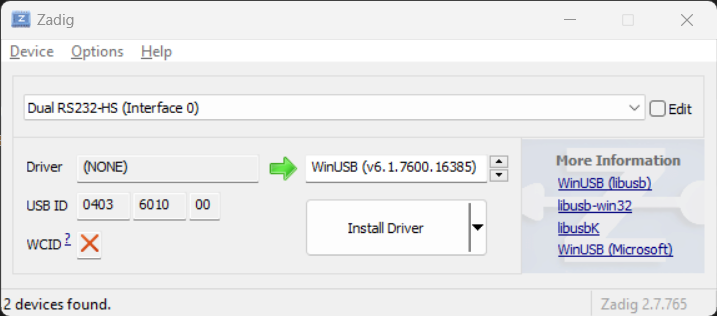 Zadig
Device Options Help
Dual RS232-HS (Interface 0)
Edit
Driver (NONE) WinUSB (v6.1.7600.16385)
USB ID 0403 6010 00
WCID ?
Install Driver
More Information
WinUSB (libusb)
libusb-win32
libusbK
WinUSB (Microsoft)
2 devices found.
Zadig 2.7.765